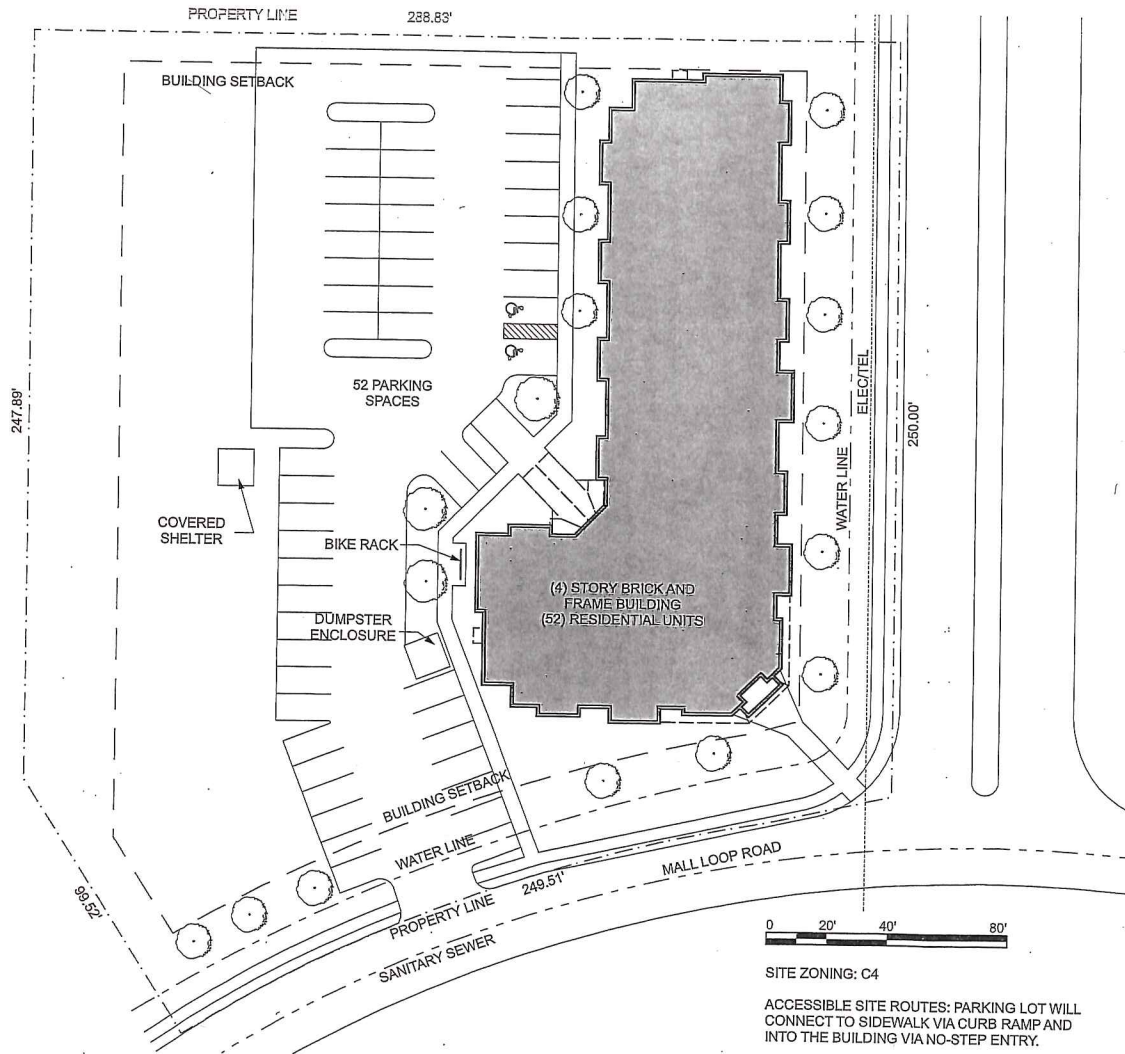 PROPERTY LINE
288.83'
BUILDING SETBACK
52 PARKING
SPACES
247.89'
ELEC/TEL
250.00'
WATER LINE
COVERED
SHELTER
BIKE RACK
DUMPSTER
ENCLOSURE
(4) STORY BRICK AND
FRAME BUILDING
(52) RESIDENTIAL UNITS
BUILDING SETBACK
WATER LINE
MALL LOOP ROAD
249.51'
99.52'
PROPERTY LINE
SANITARY SEWER
0 20' 40' 80'
SITE ZONING: C4
ACCESSIBLE SITE ROUTES: PARKING LOT WILL
CONNECT TO SIDEWALK VIA CURB RAMP AND
INTO THE BUILDING VIA NO-STEP ENTRY.